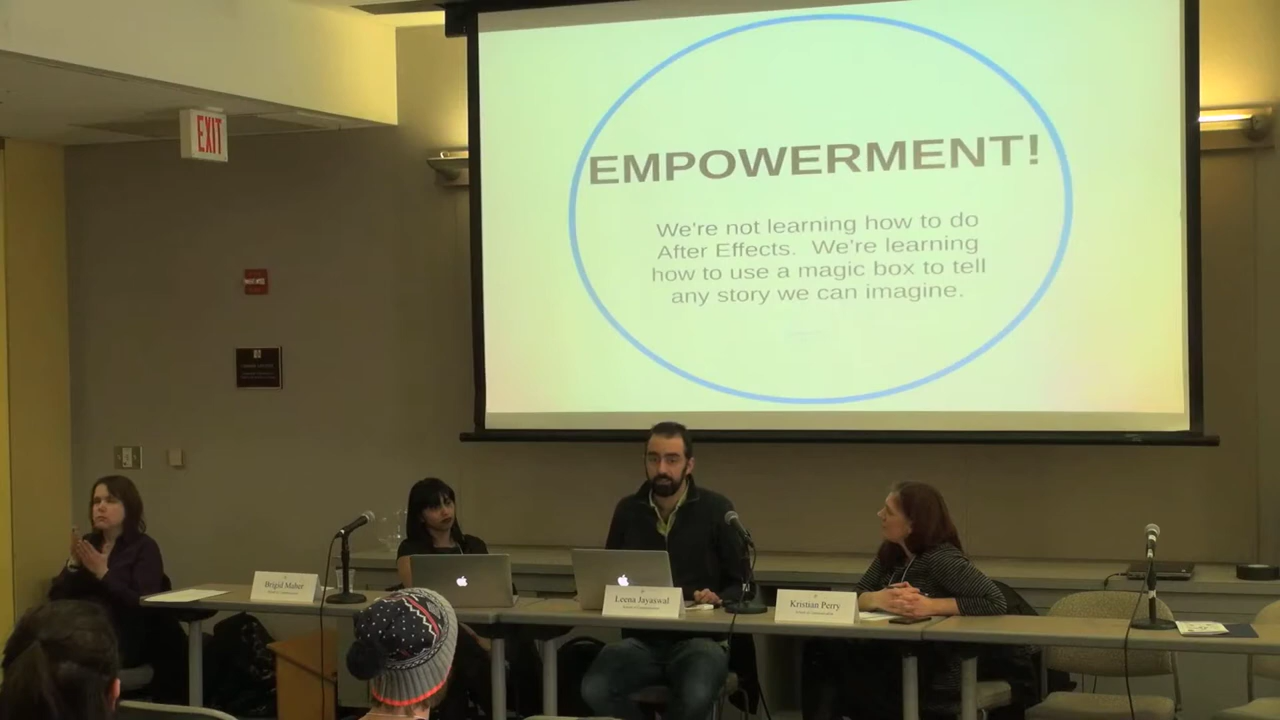 EXIT
EMPOWERMENT!
We're not learning how to do
After Effects.  We're learning
how to use a magic box to tell
any story we can imagine.
Brigid Maher
Leena Jayaswal
Kristian Perry